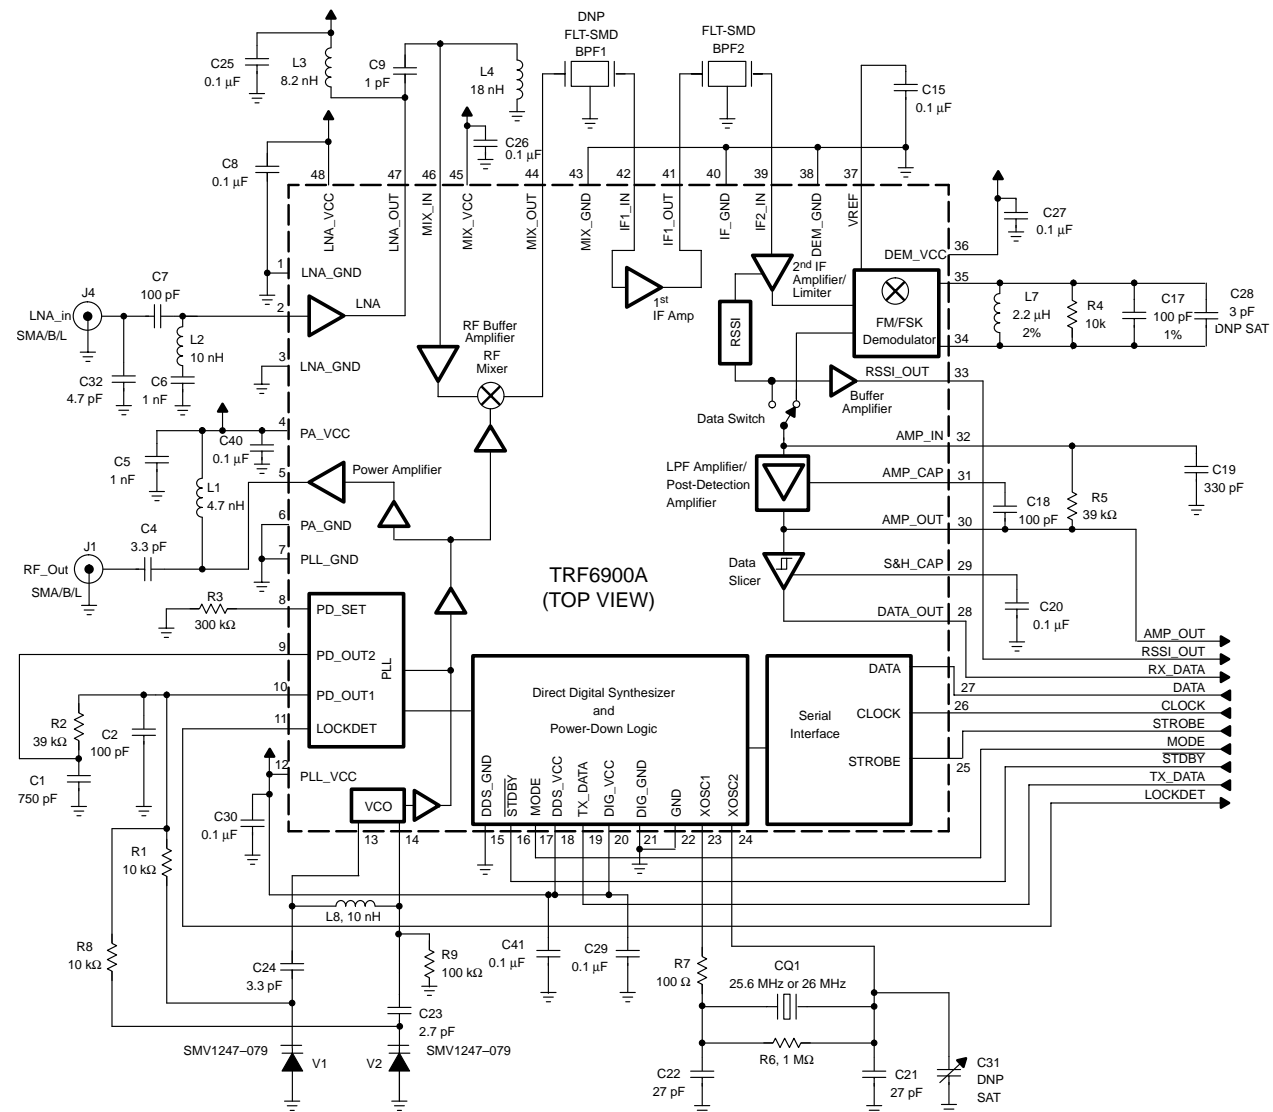 DNP
FLT-SMD
BPF1
FLT-SMD
BPF2
C25
0.1 µF
L3
8.2 nH
C9
1 pF
L4
18 nH
C15
0.1 µF
C26
0.1 µF
C8
0.1 µF
48
47
46
45
44
43
42
41
40
39
38
37
LNA_VCC
LNA_OUT
MIX_IN
MIX_VCC
MIX_OUT
MIX_GND
IF1_IN
IF1_OUT
IF_GND
IF2_IN
DEM_GND
VREF
C27
0.1 µF
36
DEM_VCC
1
LNA_GND
2nd IF
Amplifier/
Limiter
1st
IF Amp
35
C7
100 pF
J4
LNA_in
SMA/B/L
2
LNA
L2
10 nH
C6
1 nF
C32
4.7 pF
3
LNA_GND
RF Buffer
Amplifier
RF
Mixer
RSSI
FM/FSK
Demodulator
L7
2.2 µH
2%
R4
10k
C17
100 pF
1%
C28
3 pF
DNP SAT
34
RSSI_OUT
33
Buffer
Amplifier
Data Switch
4
PA_VCC
C40
0.1 µF
C5
1 nF
L1
4.7 nH
5
Power Amplifier
6
PA_GND
7
PLL_GND
C4
3.3 pF
J1
RF_Out
SMA/B/L
AMP_IN
32
LPF Amplifier/
Post-Detection
Amplifier
AMP_CAP
31
C19
330 pF
C18
100 pF
R5
39 kΩ
AMP_OUT
30
Data
Slicer
S&H_CAP
29
C20
0.1 µF
DATA_OUT
28
TRF6900A
(TOP VIEW)
R3
300 kΩ
8
PD_SET
9
PD_OUT2
10
PD_OUT1
11
LOCKDET
PLL
R2
39 kΩ
C2
100 pF
C1
750 pF
12
PLL_VCC
C30
0.1 µF
VCO
13
14
Direct Digital Synthesizer
and
Power-Down Logic
DDS_GND
STDBY
MODE
DDS_VCC
TX_DATA
DIG_VCC
DIG_GND
GND
XOSC1
XOSC2
15
16
17
18
19
20
21
22
23
24
Serial
Interface
DATA
CLOCK
STROBE
27
26
25
AMP_OUT
RSSI_OUT
RX_DATA
DATA
CLOCK
STROBE
MODE
STDBY
TX_DATA
LOCKDET
R1
10 kΩ
L8, 10 nH
R8
10 kΩ
C24
3.3 pF
R9
100 kΩ
C23
2.7 pF
SMV1247–079
V1
V2
SMV1247–079
C41
0.1 µF
C29
0.1 µF
R7
100 Ω
CQ1
25.6 MHz or 26 MHz
R6, 1 MΩ
C22
27 pF
C21
27 pF
C31
DNP
SAT